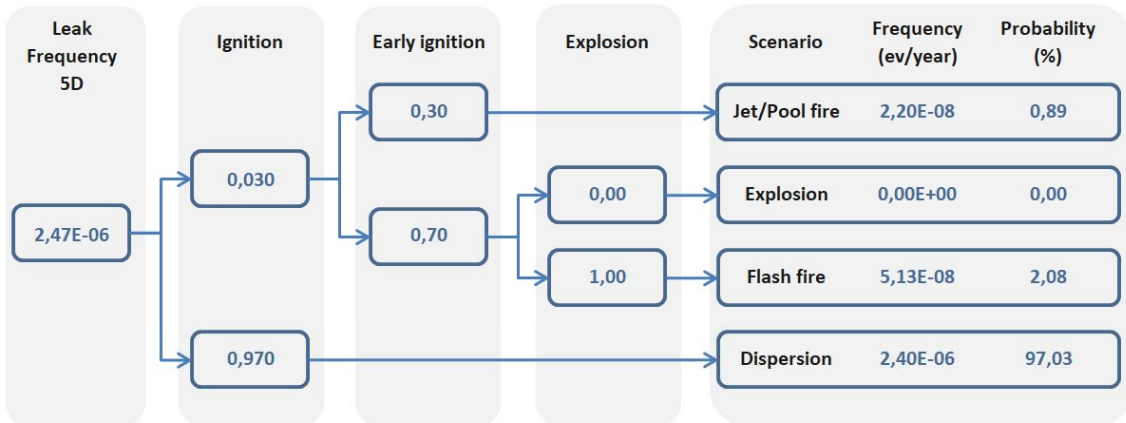 Leak
Frequency
5D
Ignition
Early ignition
Explosion
Scenario
Frequency
(ev/year)
Probability
(%)
2,47E-06
0,030
0,970
0,30
0,70
0,00
1,00
Jet/Pool fire 2,20E-08 0,89
Explosion 0,00E+00 0,00
Flash fire 5,13E-08 2,08
Dispersion 2,40E-06 97,03